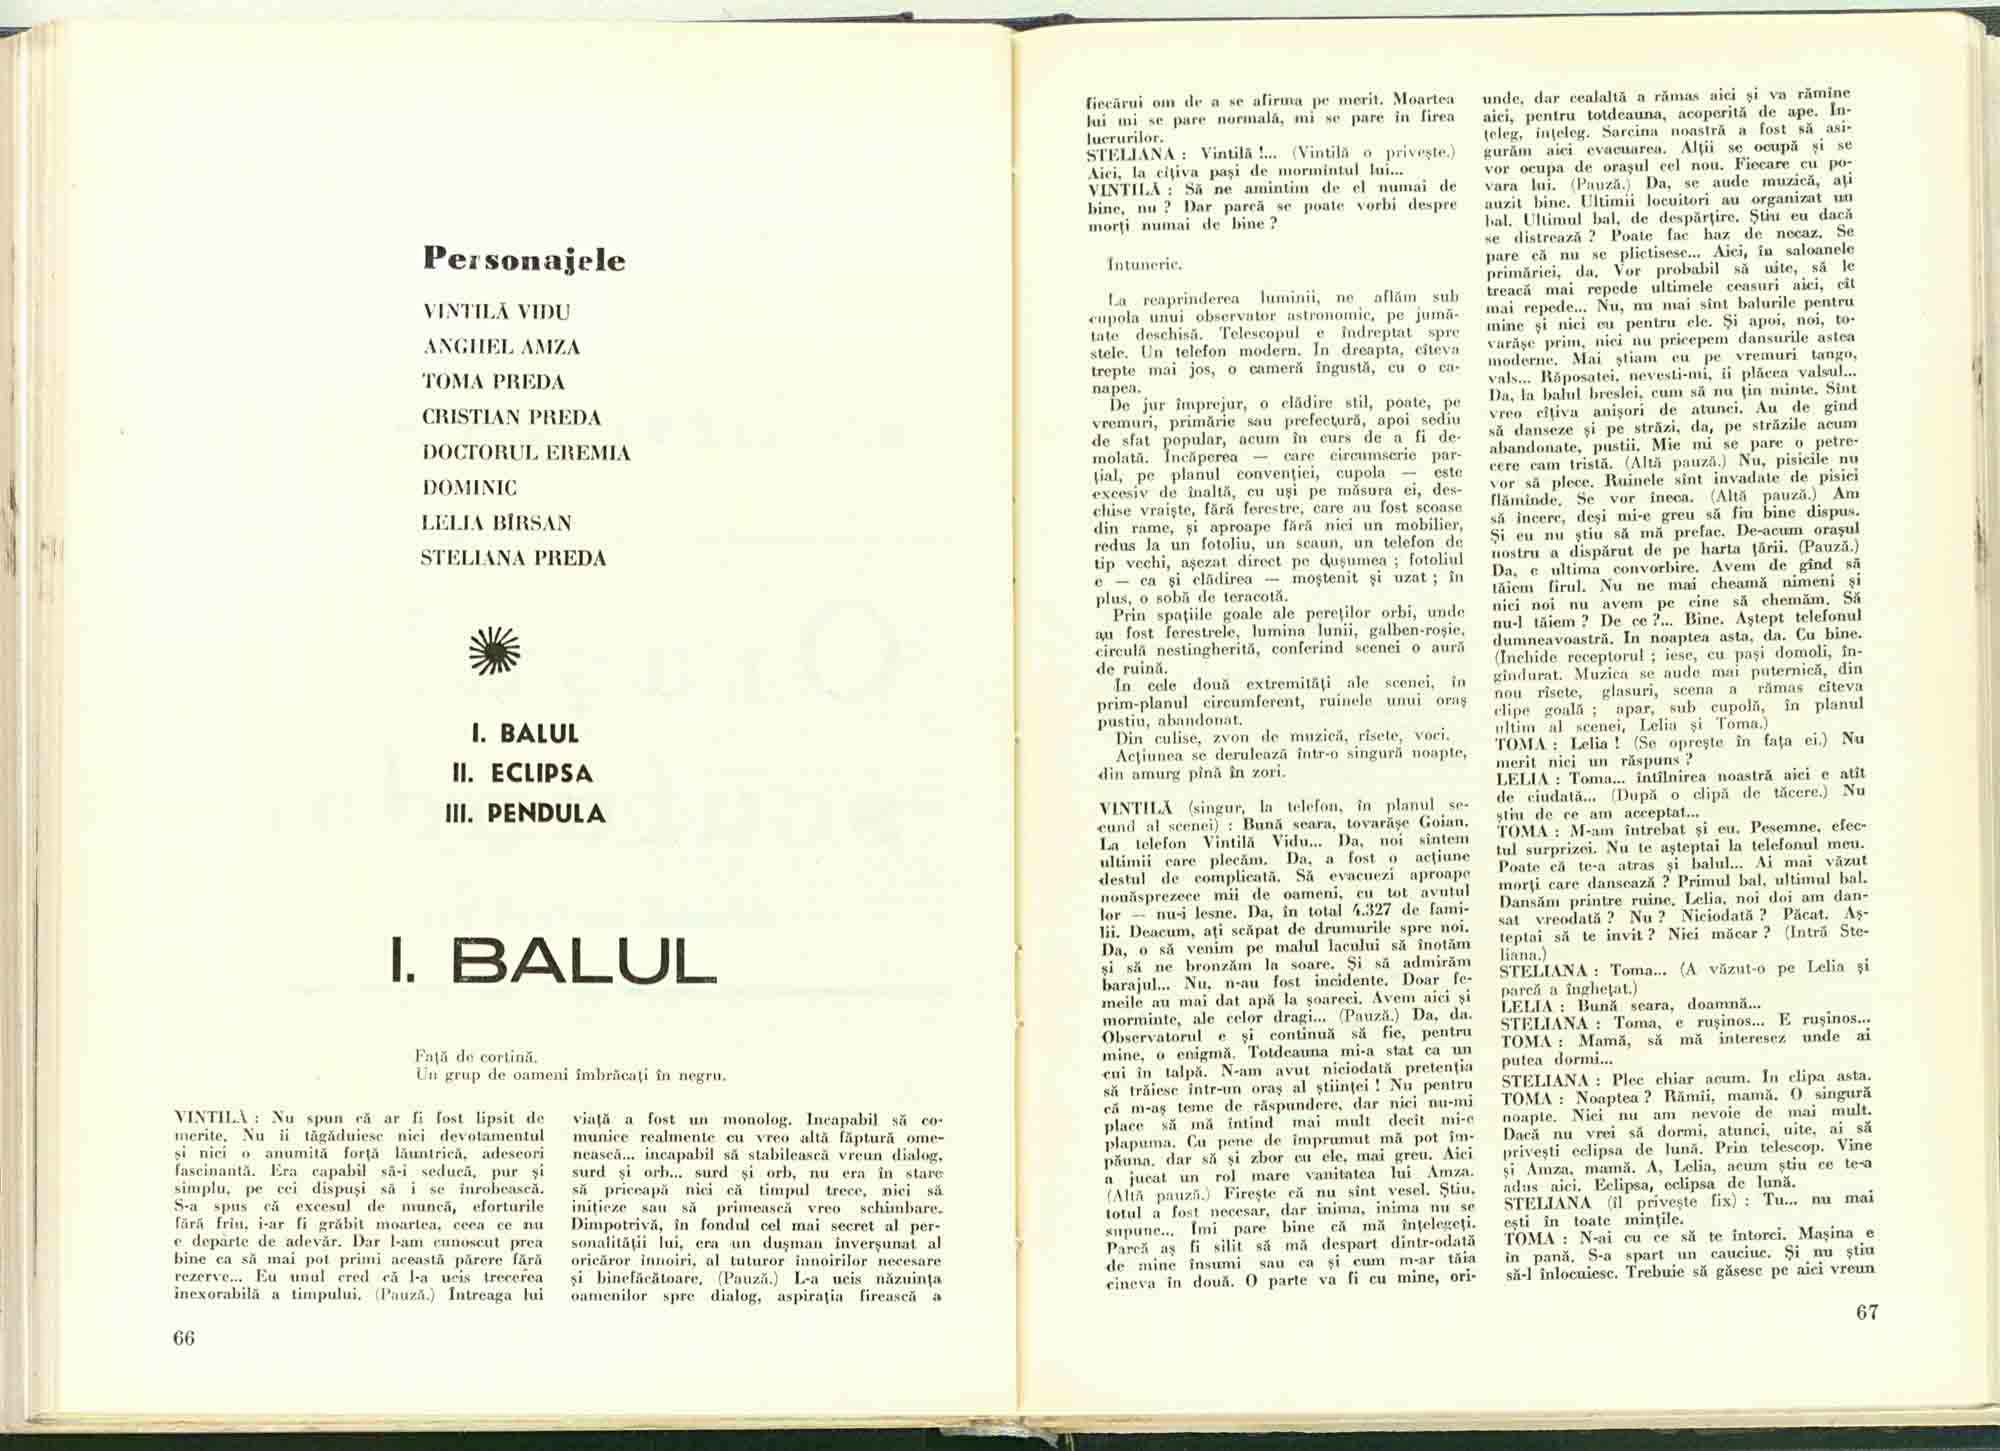 Personajele
VINTILĂ VIDU
ANGHEL AMZA
TOMA PREDA
CRISTIAN PREDA
DOCTORUL EREMIA
DOMINIC
LELIA BÎRSAN
STELIANA PREDA
I. BALUL
II. ECLIPSA
III. PENDULA
I. BALUL
Față de cortină.
Un grup de oameni îmbrăcați în negru.
VINTILĂ : Nu spun că ar fi fost lipsit de
merite. Nu îi tăgăduiesc nici devotamentul
și nici o anumită forță lăuntrică, adeseori
fascinantă. Era capabil să-i seducă, pur și
simplu, pe cei dispuși să i se înrobească.
S-a spus că excesul de muncă, eforturile
fără frîu, i-ar fi grăbit moartea, ceea ce nu
e departe de adevăr. Dar l-am cunoscut prea
bine ca să mai pot primi această părere fără
rezerve... Eu unul cred că l-a ucis trecerea
inexorabilă a timpului. (Pauză.) Intreaga lui
viață a fost un monolog. Incapabil să co-
munice realmente cu vreo altă făptură ome-
nească... incapabil să stabilească vreun dialog,
surd și orb... surd și orb, nu era în stare
să priceapă nici că timpul trece, nici să
inițieze sau să primească vreo schimbare.
Dimpotrivă, în fondul cel mai secret al per-
sonalității lui, era un dușman înverșunat al
oricăror înnoiri, al tuturor înnoirilor necesare
și binefăcătoare. (Pauză.) L-a ucis năzuința
oamenilor spre dialog, aspirația firească a
66
fiecărui om de a se afirma pe merit. Moartea
lui mi se pare normală, mi se pare în firea
lucrurilor.
STELIANA : Vintilă !... (Vintilă o privește.)
Aici, la cîțiva pași de mormîntul lui...
VINTILĂ : Să ne amintim de el numai de
bine, nu ? Dar parcă se poate vorbi despre
morți numai de bine ?
Întuneric.
La reaprinderea luminii, ne aflăm sub
cupola unui observator astronomic, pe jumă-
tate deschisă. Telescopul e îndreptat spre
stele. Un telefon modern. In dreapta, cîteva
trepte mai jos, o cameră îngustă, cu o ca-
napea.
De jur împrejur, o clădire stil, poate, pe
vremuri, primărie sau prefectură, apoi sediu
de sfat popular, acum în curs de a fi de-
molată. Încăperea — care circumscrie par-
țial, pe planul convenției, cupola — este
excesiv de înaltă, cu uși pe măsura ei, des-
chise vraiște, fără ferestre, care au fost scoase
din rame, și aproape fără nici un mobilier,
redus la un fotoliu, un scaun, un telefon de
tip vechi, așezat direct pe dușumea ; fotoliul
e — ca și clădirea — moștenit și uzat ; în
plus, o sobă de teracotă.
Prin spațiile goale ale pereților orbi, unde
au fost ferestrele, lumina lunii, galben-roșie,
circulă nestingherită, conferind scenei o aură
de ruină.
In cele două extremități ale scenei, în
prim-planul circumferent, ruinele unui oraș
pustiu, abandonat.
Din culise, zvon de muzică, rîsete, voci.
Acțiunea se derulează într-o singură noapte,
din amurg pînă în zori.
VINTILĂ (singur, la telefon, în planul se-
cund al scenei) : Bună seara, tovarășe Goian.
La telefon Vintilă Vidu... Da, noi sîntem
ultimii care plecăm. Da, a fost o acțiune
destul de complicată. Să evacuezi aproape
nouăsprezece mii de oameni, cu tot avutul
lor — nu-i lesne. Da, în total 4.327 de fami-
lii. Deacum, ați scăpat de drumurile spre noi.
Da, o să venim pe malul lacului să înotăm
și să ne bronzăm la soare. Și să admirăm
barajul... Nu, n-au fost incidente. Doar fe-
meile au mai dat apă la șoareci. Avem aici și
morminte, ale celor dragi... (Pauză.) Da, da.
Observatorul e și continuă să fie, pentru
mine, o enigmă. Totdeauna mi-a stat ca un
cui în talpă. N-am avut niciodată pretenția
să trăiesc într-un oraș al științei ! Nu pentru
că m-aș teme de răspundere, dar nici nu-mi
place să mă întind mai mult decît mi-e
plapuma. Cu pene de împrumut mă pot îm-
păuna, dar să și zbor cu ele, mai greu. Aici
a jucat un rol mare vanitatea lui Amza.
(Altă pauză.) Firește că nu sînt vesel. Știu,
totul a fost necesar, dar inima, inima nu se
supune... Îmi pare bine că mă înțelegeți.
Parcă aș fi silit să mă despart dintr-odată
de mine însumi sau ca și cum m-ar tăia
cineva în două. O parte va fi cu mine, ori-
unde, dar cealaltă a rămas aici și va rămîne
aici, pentru totdeauna, acoperită de ape. În-
țeleg, înțeleg. Sarcina noastră a fost să asi-
gurăm aici evacuarea. Alții se ocupă și se
vor ocupa de orașul cel nou. Fiecare cu po-
vara lui. (Pauză.) Da, se aude muzică, ați
auzit bine. Ultimii locuitori au organizat un
bal. Ultimul bal, de despărțire. Știu eu dacă
se distrează ? Poate fac haz de necaz. Se
pare că nu se plictisesc... Aici, în saloanele
primăriei, da. Vor probabil să uite, să le
treacă mai repede ultimele ceasuri aici, cît
mai repede... Nu, nu mai sînt balurile pentru
mine și nici eu pentru ele. Și apoi, noi, to-
varășe prim, nici nu pricepem dansurile astea
moderne. Mai știam eu pe vremuri tango,
vals... Răposatei, nevesti-mi, îi plăcea valsul...
Da, la balul breslei, cum să nu țin minte. Sînt
vreo cîțiva anișori de atunci. Au de gînd
să danseze și pe străzi, da, pe străzile acum
abandonate, pustii. Mie mi se pare o petre-
cere cam tristă. (Altă pauză.) Nu, pisicile nu
vor să plece. Ruinele sînt invadate de pisici
flămînde. Se vor îneca. (Altă pauză.) Am
să încerc, deși mi-e greu să fiu bine dispus.
Și eu nu știu să mă prefac. De-acum orașul
nostru a dispărut de pe harta țării. (Pauză.)
Da, e ultima convorbire. Avem de gînd să
tăiem firul. Nu ne mai cheamă nimeni și
nici noi nu avem pe cine să chemăm. Să
nu-l tăiem ? De ce ?... Bine. Aștept telefonul
dumneavoastră. In noaptea asta, da. Cu bine.
(Inchide receptorul ; iese, cu pași domoli, în-
gîndurat. Muzica se aude mai puternică, din
nou rîsete, glasuri, scena a rămas cîteva
clipe goală ; apar, sub cupolă, în planul
ultim al scenei, Lelia și Toma.)
TOMA : Lelia ! (Se oprește în fața ei.) Nu
merit nici un răspuns ?
LELIA : Toma... întîlnirea noastră aici e atît
de ciudată... (După o clipă de tăcere.) Nu
știu de ce am acceptat...
TOMA : M-am întrebat și eu. Pesemne, efec-
tul surprizei. Nu te așteptai la telefonul meu.
Poate că te-a atras și balul... Ai mai văzut
morți care dansează ? Primul bal, ultimul bal.
Dansăm printre ruine. Lelia, noi doi am dan-
sat vreodată ? Nu ? Niciodată ? Păcat. Aș-
teptai să te invit ? Nici măcar ? (Intră Ste-
liana.)
STELIANA : Toma... (A văzut-o pe Lelia și
parcă a înghețat.)
LELIA : Bună seara, doamnă...
STELIANA : Toma, e rușinos... E rușinos...
TOMA : Mamă, să mă interesez unde ai
putea dormi...
STELIANA : Plec chiar acum. In clipa asta.
TOMA : Noaptea ? Rămîi, mamă. O singură
noapte. Nici nu am nevoie de mai mult.
Dacă nu vrei să dormi, atunci, uite, ai să
privești eclipsa de lună. Prin telescop. Vine
și Amza, mamă. A, Lelia, acum știu ce te-a
adus aici. Eclipsa, eclipsa de lună.
STELIANA (îl privește fix) : Tu... nu mai
ești în toate mințile.
TOMA : N-ai cu ce să te întorci. Mașina e
în pană. S-a spart un cauciuc. Și nu știu
să-l înlocuiesc. Trebuie să găsesc pe aici vreun
67